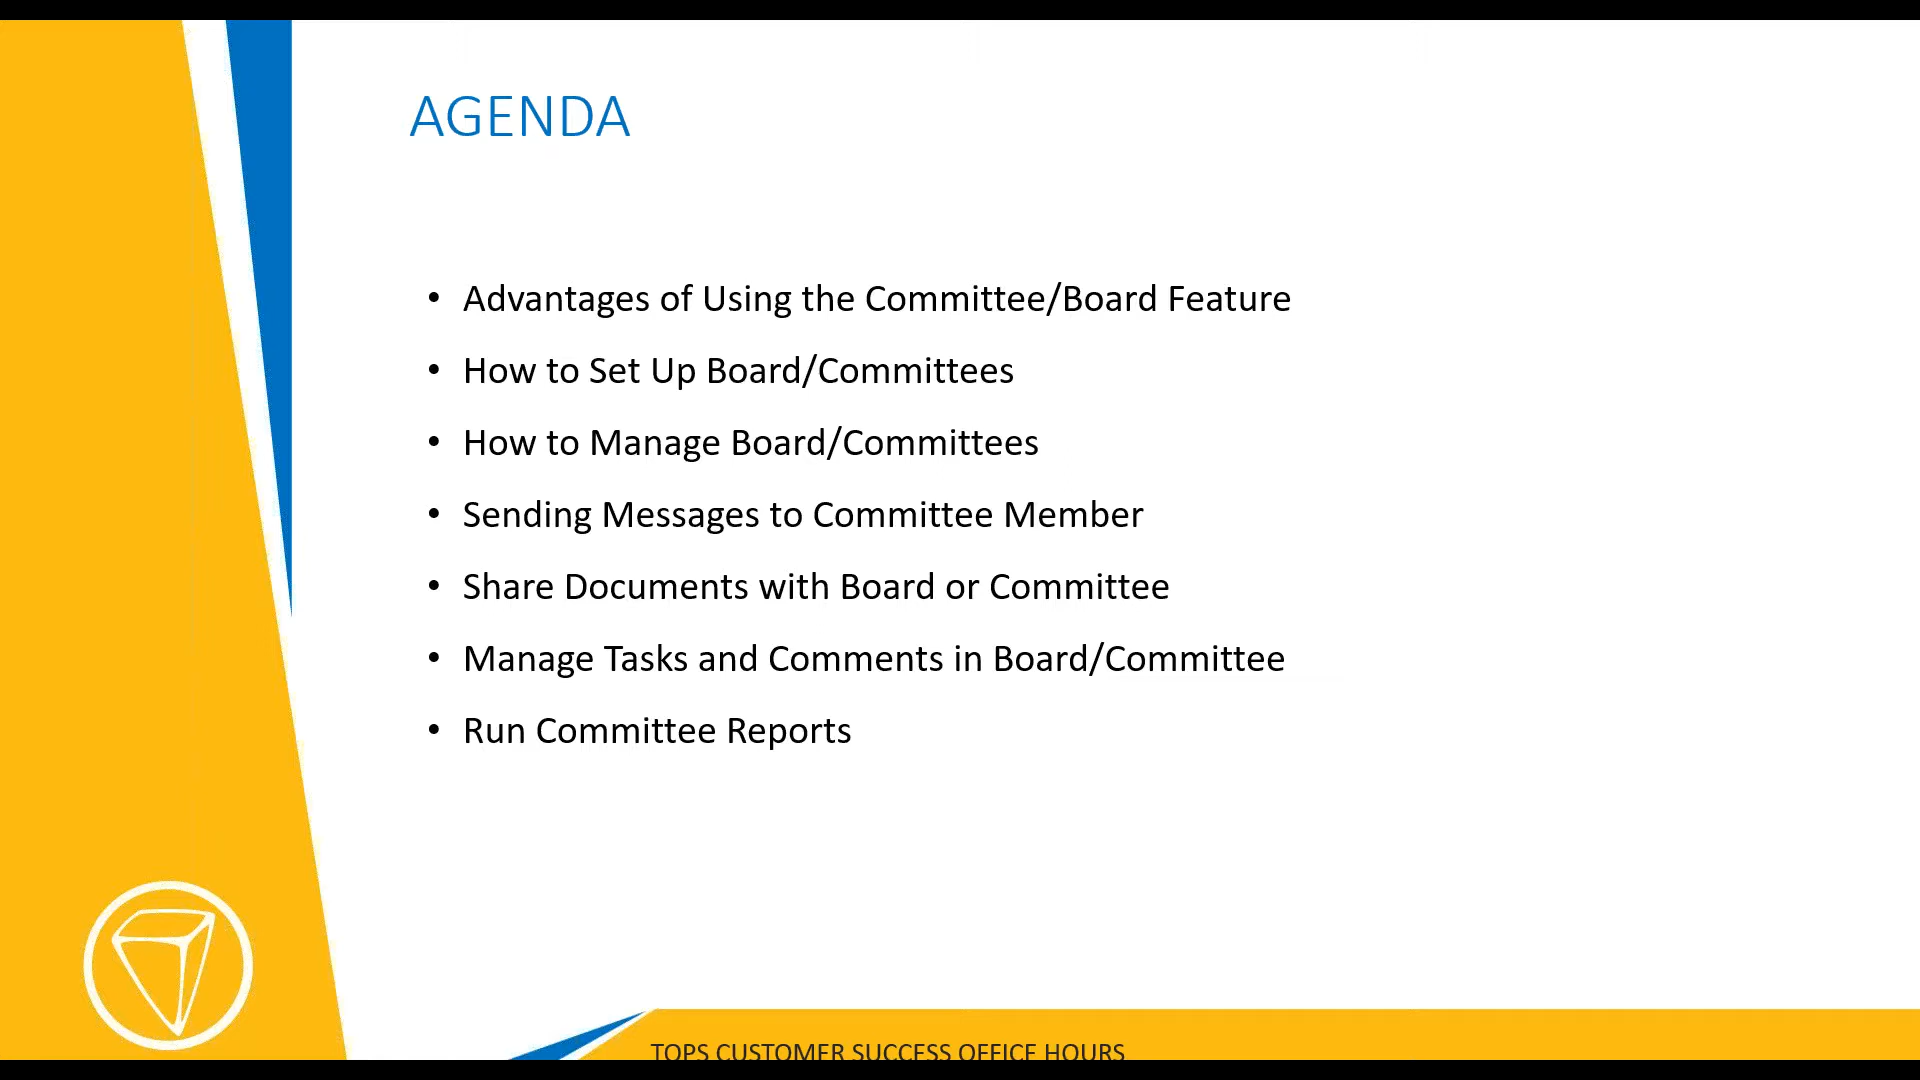 AGENDA
• Advantages of Using the Committee/Board Feature
• How to Set Up Board/Committees
• How to Manage Board/Committees
• Sending Messages to Committee Member
• Share Documents with Board or Committee
• Manage Tasks and Comments in Board/Committee
• Run Committee Reports
TOPS CUSTOMER SUCCESS OFFICE HOURS